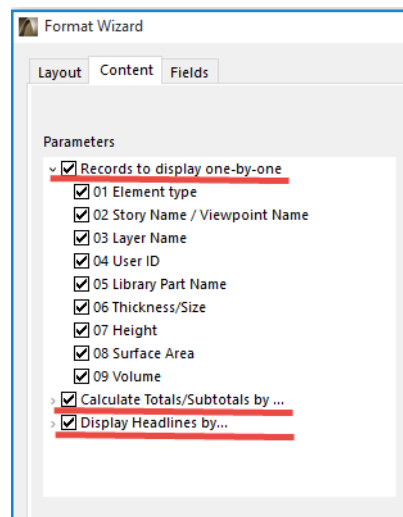 Format Wizard
Layout Content Fields
Parameters
Records to display one-by-one
01 Element type
02 Story Name / Viewpoint Name
03 Layer Name
04 User ID
05 Library Part Name
06 Thickness/Size
07 Height
08 Surface Area
09 Volume
Calculate Totals/Subtotals by ...
Display Headlines by...